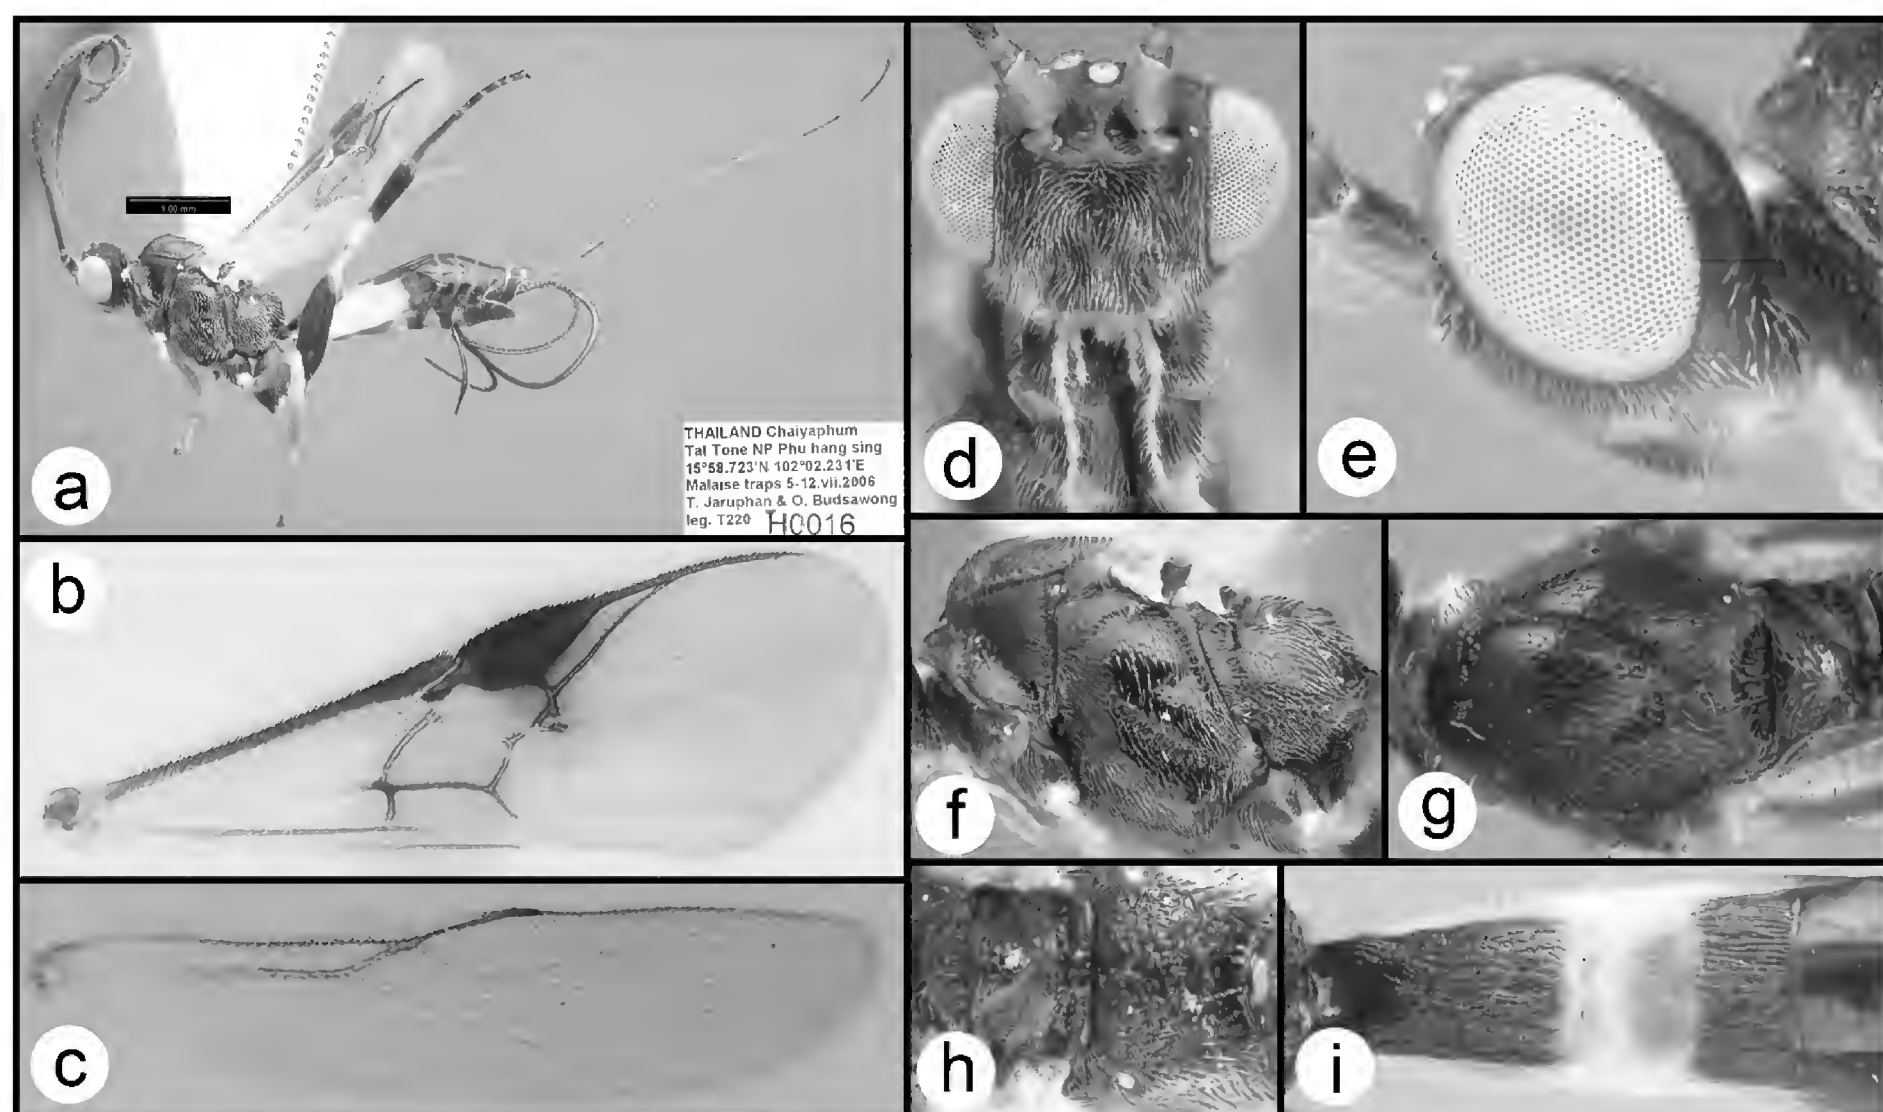 1.00 mm
a
THAILAND Chaiyaphum
Tat Tone NP Phu hang sing
15°58.723'N 102°02.231'E
Malaise traps 5-12.vii.2006
T. Jaruphan & O. Budsawong
leg. T220 H0016
b
c
d
e
f
g
h
i